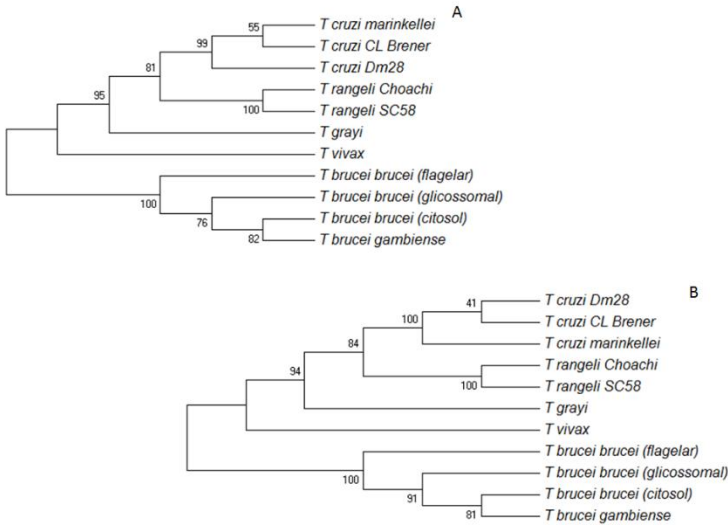 A
55
T cruzi marinkellei
99
T cruzi CL Brener
81
T cruzi Dm28
95
T rangeli Choachi
100
T rangeli SC58
T grayi
T vivax
T brucei brucei (flagelar)
100
T brucei brucei (glicossomal)
76
T brucei brucei (citosol)
82
T brucei gambiense
B
41
T cruzi Dm28
100
T cruzi CL Brener
84
T cruzi marinkellei
94
T rangeli Choachi
100
T rangeli SC58
T grayi
T vivax
T brucei brucei (flagelar)
100
T brucei brucei (glicossomal)
91
T brucei brucei (citosol)
81
T brucei gambiense